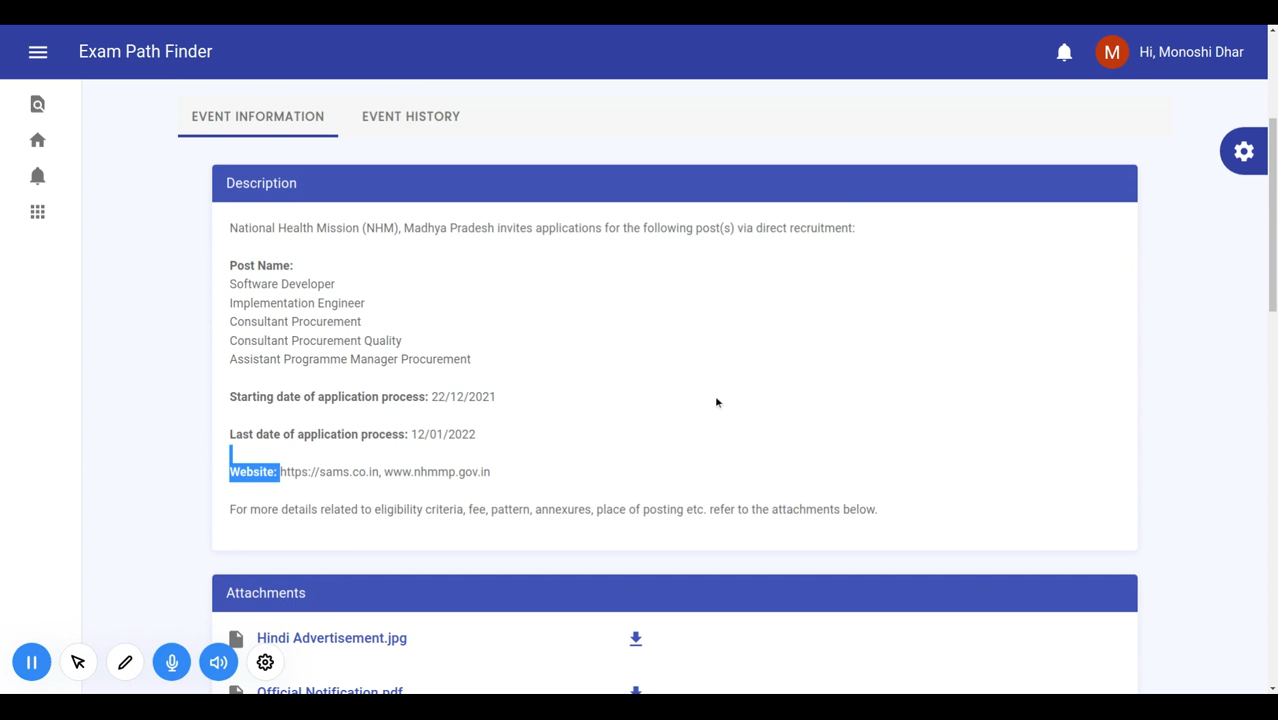 Exam Path Finder
M Hi, Monoshi Dhar
EVENT INFORMATION EVENT HISTORY
Description
National Health Mission (NHM), Madhya Pradesh invites applications for the following post(s) via direct recruitment:
Post Name:
Software Developer
Implementation Engineer
Consultant Procurement
Consultant Procurement Quality
Assistant Programme Manager Procurement
Starting date of application process: 22/12/2021
Last date of application process: 12/01/2022
Website: https://sams.co.in, www.nhmmp.gov.in
For more details related to eligibility criteria, fee, pattern, annexures, place of posting etc. refer to the attachments below.
Attachments
Hindi Advertisement.jpg
Official Notification.pdf